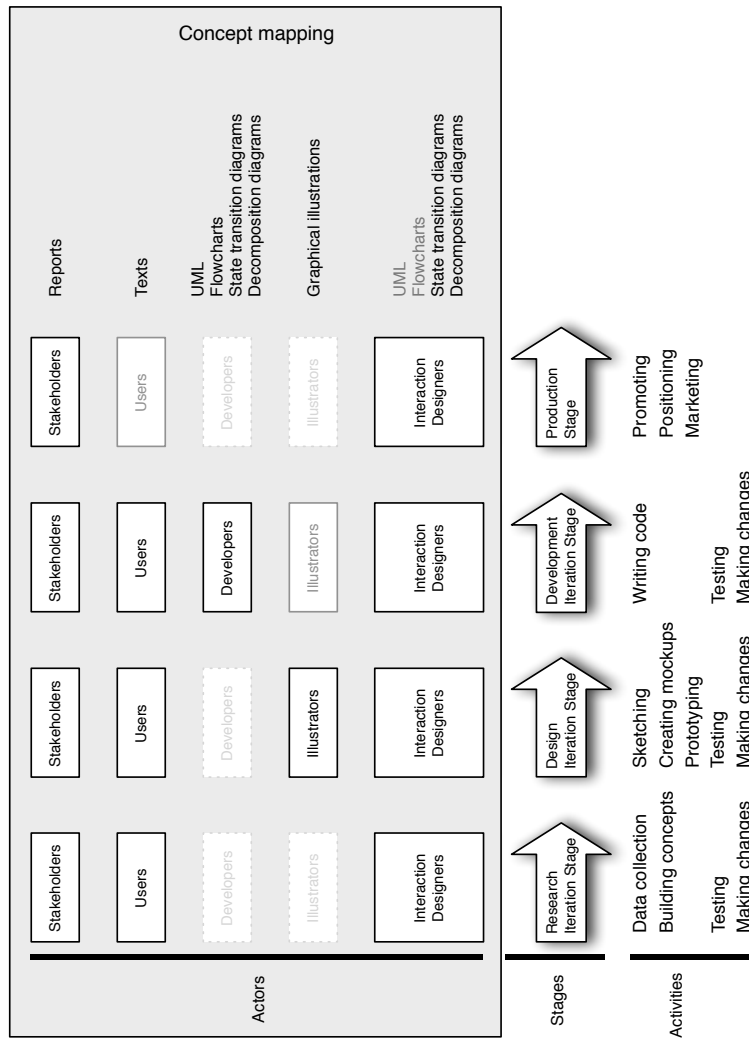 Concept mapping
Stakeholders
Stakeholders
Stakeholders
Stakeholders
Reports
Users
Users
Users
Users
Texts
Developers
Developers
Developers
Developers
UML
Flowcharts
State transition diagrams
Decomposition diagrams
Illustrators
Illustrators
Illustrators
Illustrators
Graphical illustrations
Interaction
Designers
Interaction
Designers
Interaction
Designers
Interaction
Designers
UML
Flowcharts
State transition diagrams
Decomposition diagrams
Actors
Stages
Research
Iteration Stage
Design
Iteration Stage
Development
Iteration Stage
Production
Stage
Activities
Data collection
Building concepts
Testing
Making changes
Sketching
Creating mockups
Prototyping
Testing
Making changes
Writing code
Testing
Making changes
Promoting
Positioning
Marketing